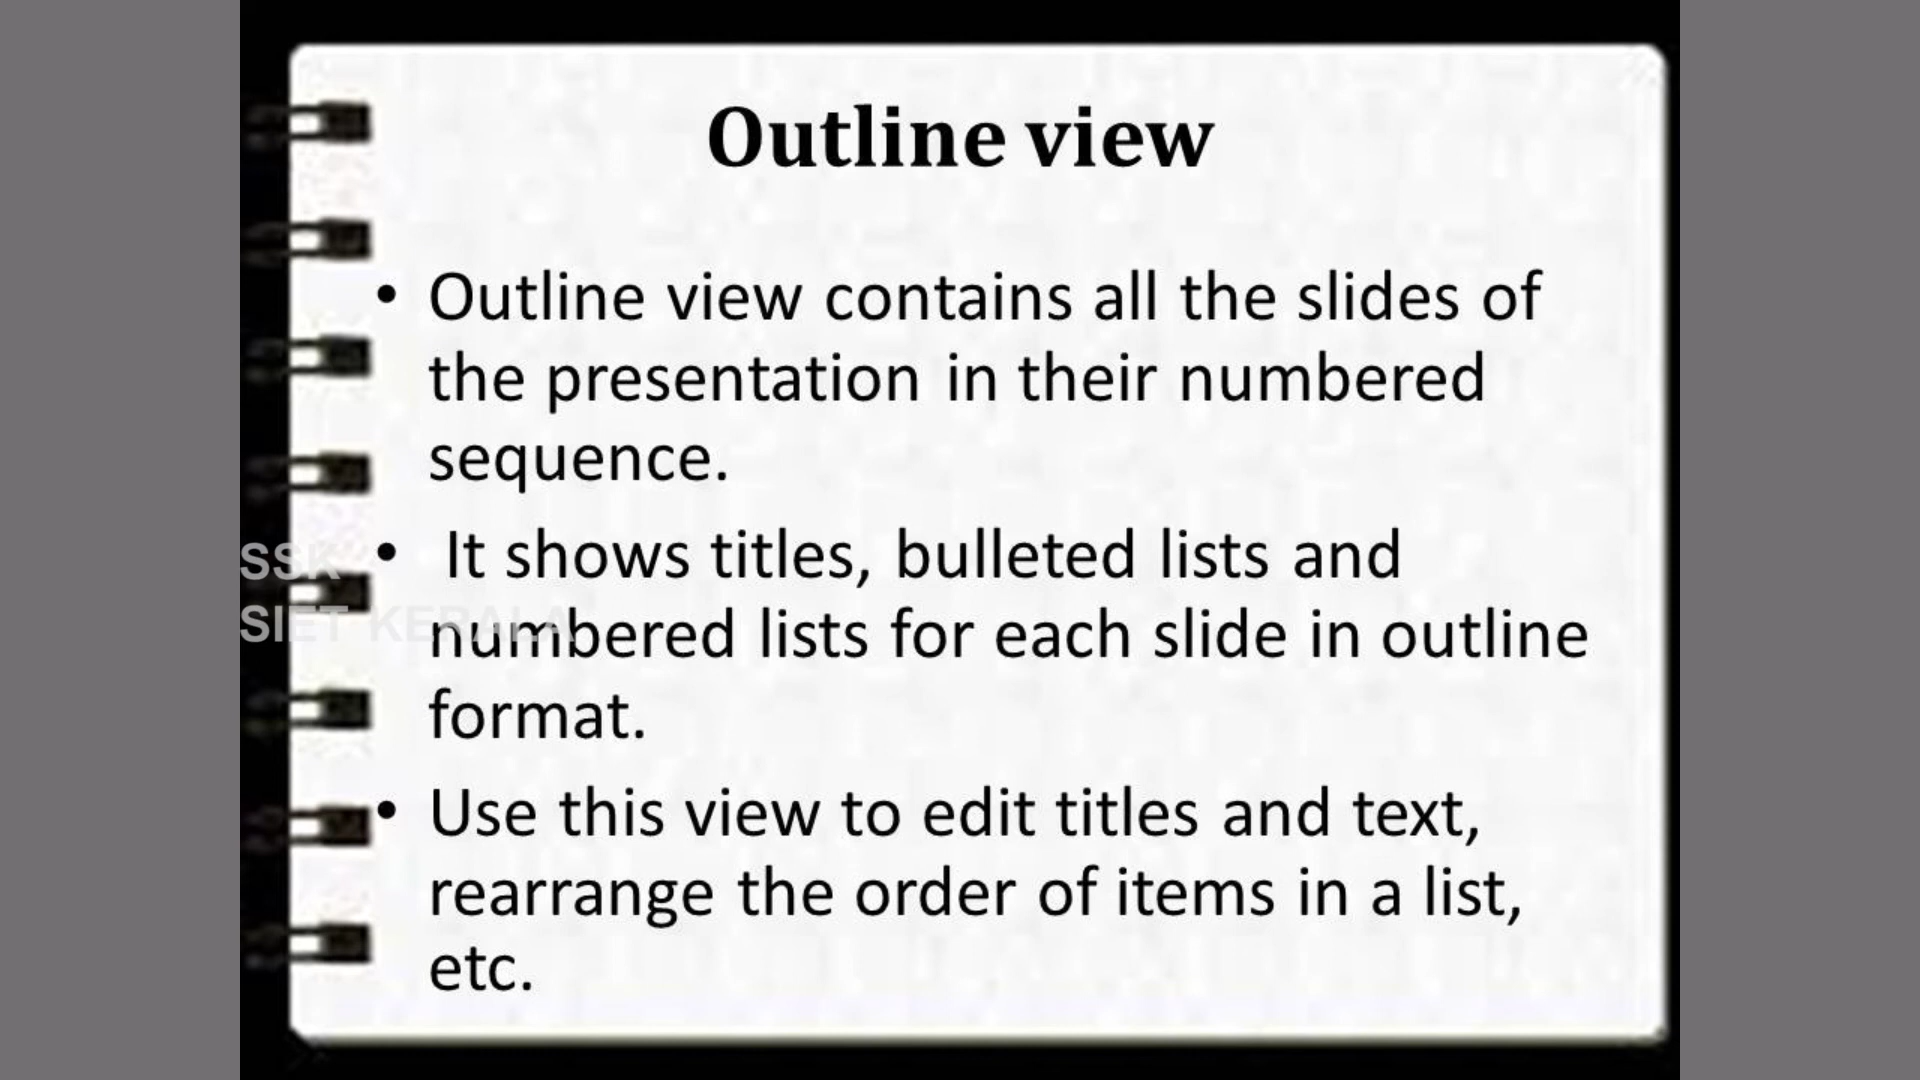 Outline view
• Outline view contains all the slides of
the presentation in their numbered
sequence.
• It shows titles, bulleted lists and
numbered lists for each slide in outline
format.
• Use this view to edit titles and text,
rearrange the order of items in a list,
etc.
SSK
SIET KERALA